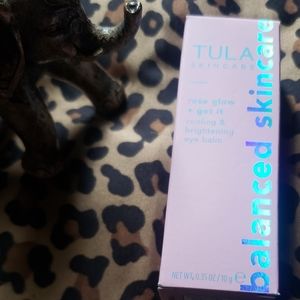 TULA
SKINCARE
rose glow
+ get it
cooling &
brightening
eye balm
NET WT. 0.35 OZ/10 g e
balanced skincare